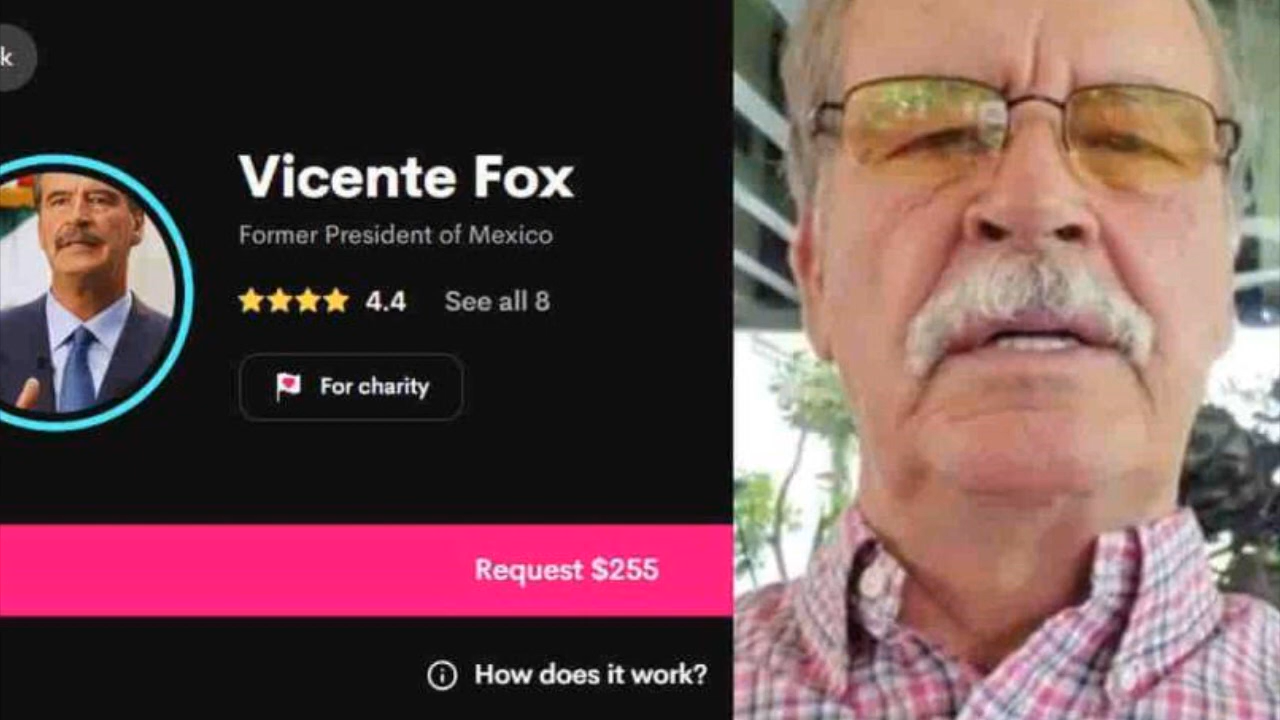 k
Vicente Fox
Former President of Mexico
4.4 See all 8
For charity
Request $255
How does it work?